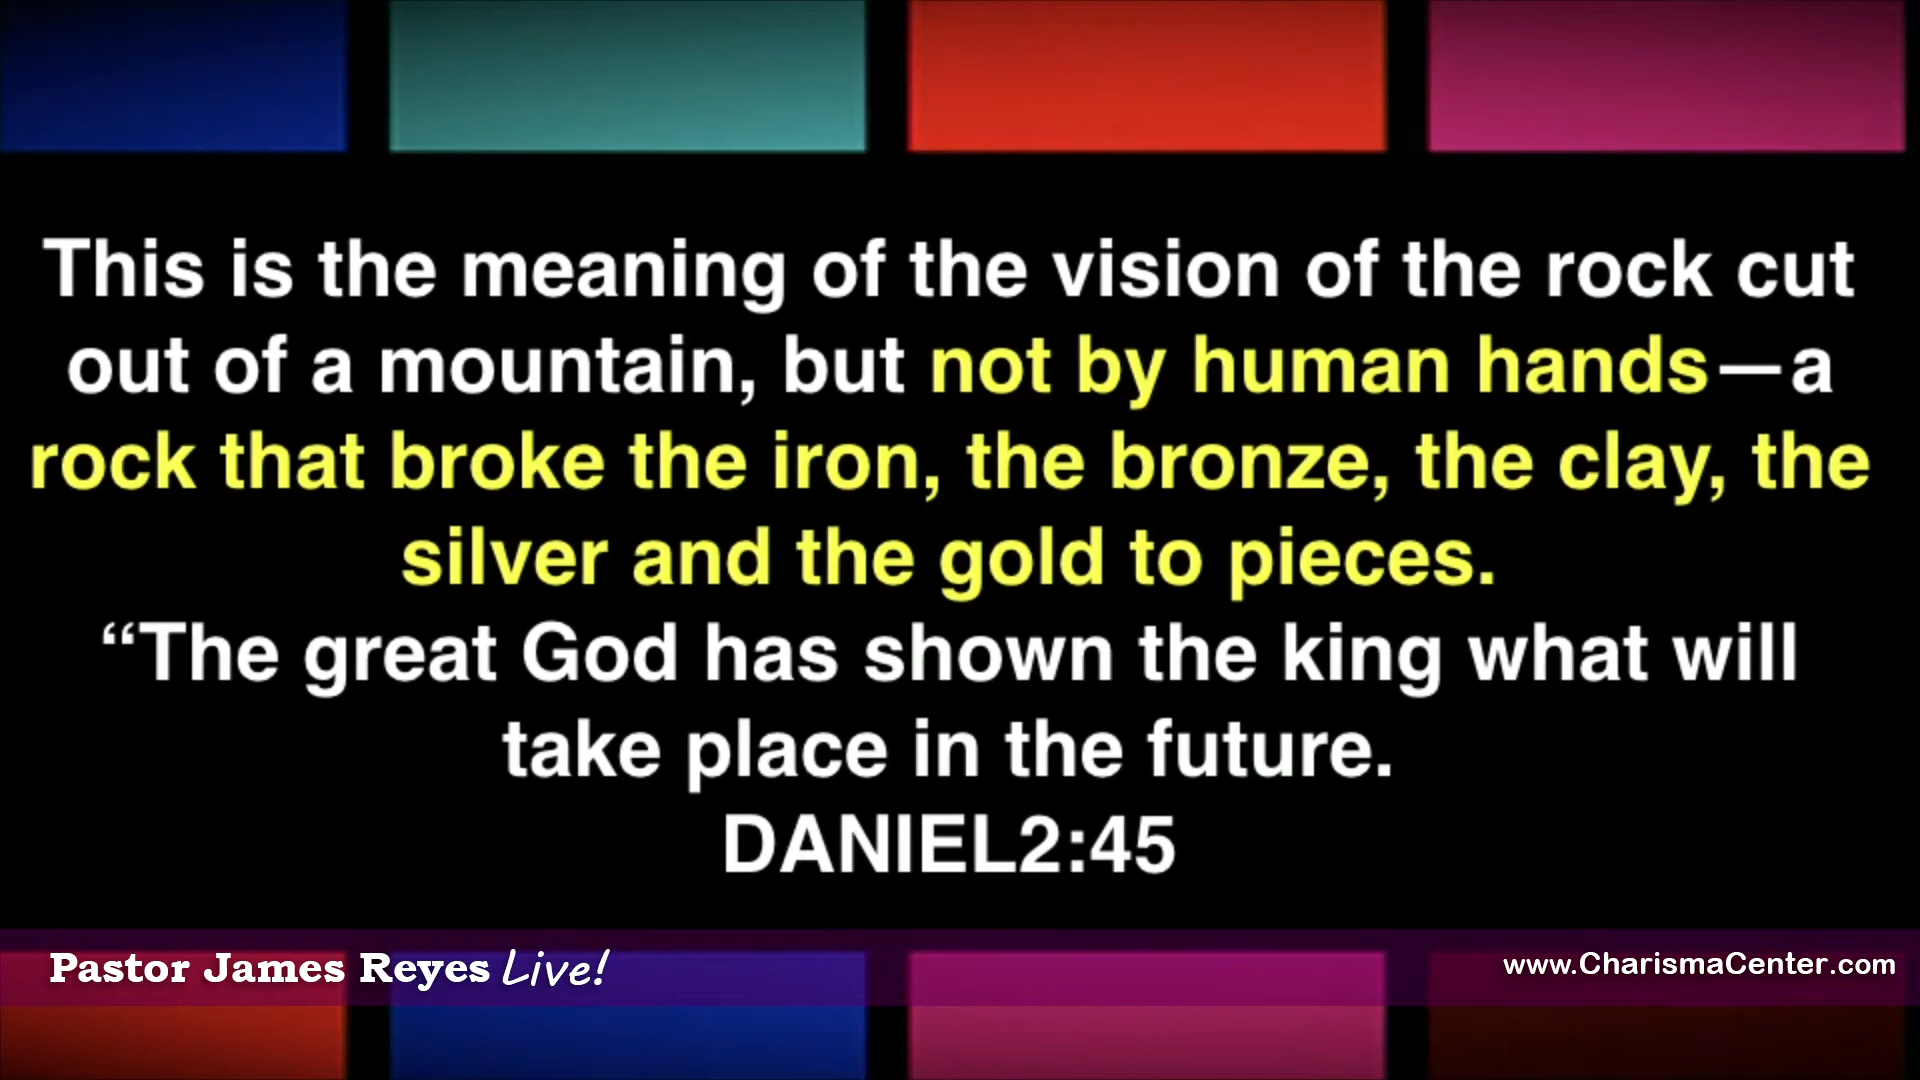 This is the meaning of the vision of the rock cut
out of a mountain, but not by human hands—a
rock that broke the iron, the bronze, the clay, the
silver and the gold to pieces.
“The great God has shown the king what will
take place in the future.
DANIEL2:45
Pastor James Reyes Live!
www.CharismaCenter.com